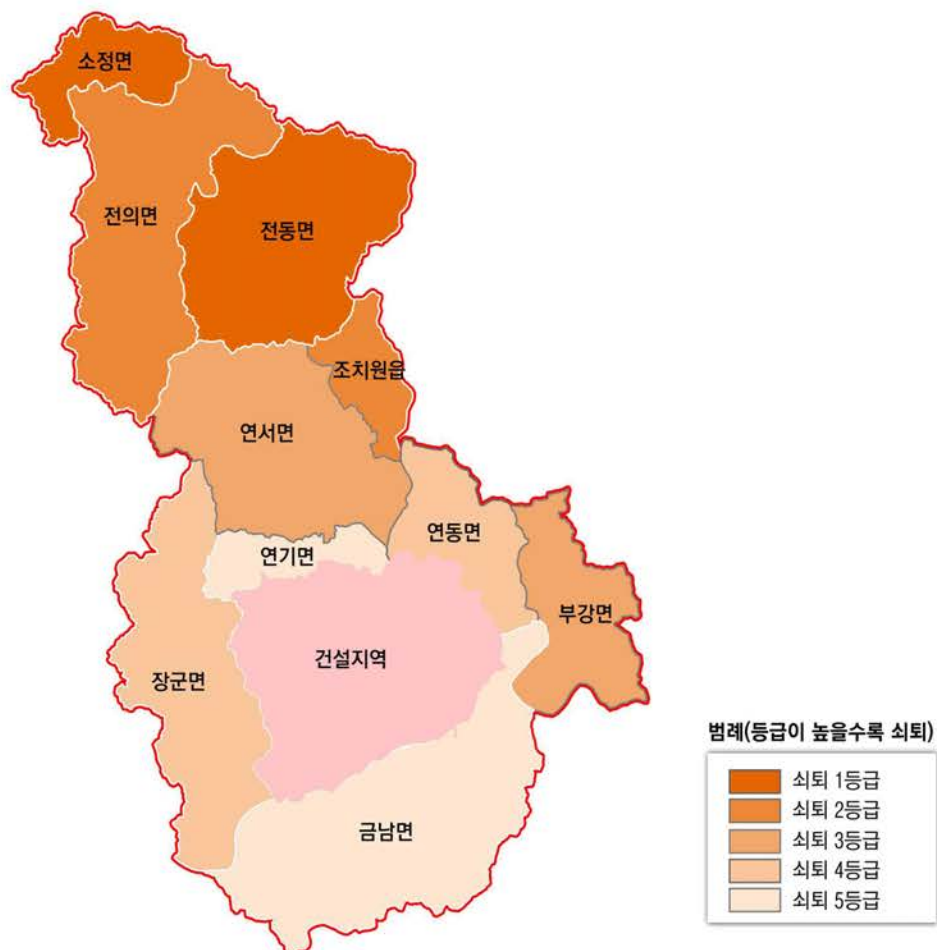 소정면
전의면
전동면
조치원읍
연서면
연동면
연기면
부강면
건설지역
장군면
금남면
범례(등급이 높을수록 쇠퇴)
쇠퇴 1등급
쇠퇴 2등급
쇠퇴 3등급
쇠퇴 4등급
쇠퇴 5등급